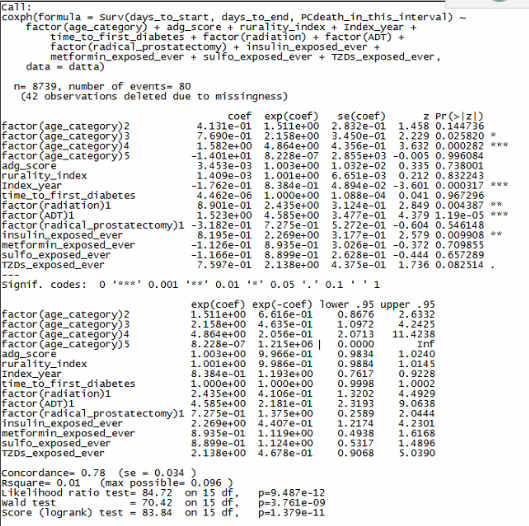 Call:
coxph(formula = Surv(days_to_start, days_to_end, PCdeath_in_this_interval) ~
factor(age_category) + adg_score + rurality_index + Index_year +
time_to_first_diabetes + factor(radiation) + factor(ADT) +
factor(radical_prostatectomy) + insulin_exposed_ever +
metformin_exposed_ever + sulfo_exposed_ever + TZDs_exposed_ever,
data = datta)
n= 8739, number of events= 80
(42 observations deleted due to missingness)
coef exp(coef) se(coef) z Pr(>|z|)
factor(age_category)2 4.131e-01 1.511e+00 2.832e-01 1.458 0.144736
factor(age_category)3 7.690e-01 2.158e+00 3.450e-01 2.229 0.025820 *
factor(age_category)4 1.582e+00 4.864e+00 4.356e-01 3.632 0.000282 ***
factor(age_category)5 -1.401e+01 8.228e-07 2.855e+03 -0.005 0.996084
adg_score 3.453e-03 1.003e+00 1.032e-02 0.335 0.738001
rurality_index 1.409e-03 1.001e+00 6.651e-03 0.212 0.832243
Index_year -1.762e-01 8.384e-01 4.894e-02 -3.601 0.000317 ***
time_to_first_diabetes 4.462e-06 1.000e+00 1.088e-04 0.041 0.967296
factor(radiation)1 8.901e-01 2.435e+00 3.124e-01 2.849 0.004387 **
factor(ADT)1 1.523e+00 4.585e+00 3.477e-01 4.379 1.19e-05 ***
factor(radical_prostatectomy)1 -3.182e-01 7.275e-01 5.272e-01 -0.604 0.546148
insulin_exposed_ever 8.195e-01 2.269e+00 3.177e-01 2.579 0.009908 **
metformin_exposed_ever -1.126e-01 8.935e-01 3.026e-01 -0.372 0.709855
sulfo_exposed_ever -1.166e-01 8.899e-01 2.628e-01 -0.444 0.657289
TZDs_exposed_ever 7.597e-01 2.138e+00 4.375e-01 1.736 0.082514 .
---
Signif. codes: 0 ‘***’ 0.001 ‘**’ 0.01 ‘*’ 0.05 ‘.’ 0.1 ‘ ’ 1
exp(coef) exp(-coef) lower .95 upper .95
factor(age_category)2 1.511e+00 6.616e-01 0.8676 2.6332
factor(age_category)3 2.158e+00 4.635e-01 1.0972 4.2425
factor(age_category)4 4.864e+00 2.056e-01 2.0713 11.4238
factor(age_category)5 8.228e-07 1.215e+06 0.0000 Inf
adg_score 1.003e+00 9.966e-01 0.9834 1.0240
rurality_index 1.001e+00 9.986e-01 0.9884 1.0145
Index_year 8.384e-01 1.193e+00 0.7617 0.9228
time_to_first_diabetes 1.000e+00 1.000e+00 0.9998 1.0002
factor(radiation)1 2.435e+00 4.106e-01 1.3202 4.4929
factor(ADT)1 4.585e+00 2.181e-01 2.3193 9.0638
factor(radical_prostatectomy)1 7.275e-01 1.375e+00 0.2589 2.0444
insulin_exposed_ever 2.269e+00 4.407e-01 1.2174 4.2301
metformin_exposed_ever 8.935e-01 1.119e+00 0.4938 1.6168
sulfo_exposed_ever 8.899e-01 1.124e+00 0.5317 1.4896
TZDs_exposed_ever 2.138e+00 4.678e-01 0.9068 5.0390
Concordance= 0.78 (se = 0.034 )
Rsquare= 0.01 (max possible= 0.096 )
Likelihood ratio test= 84.72 on 15 df, p=9.487e-12
Wald test = 70.42 on 15 df, p=3.761e-09
Score (logrank) test = 83.84 on 15 df, p=1.379e-11